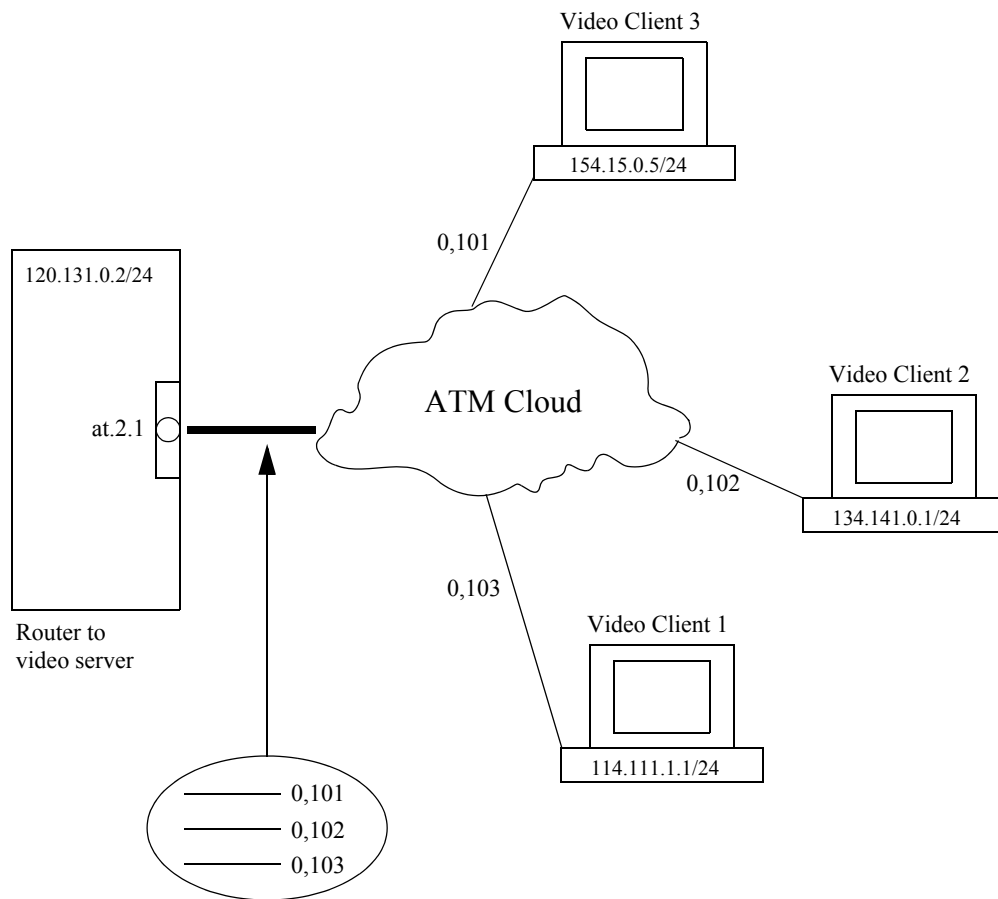 Video Client 3
154.15.0.5/24
0,101
120.131.0.2/24
ATM Cloud
Video Client 2
at.2.1
0,102
134.141.0.1/24
0,103
Router to
video server
Video Client 1
114.111.1.1/24
0,101
0,102
0,103